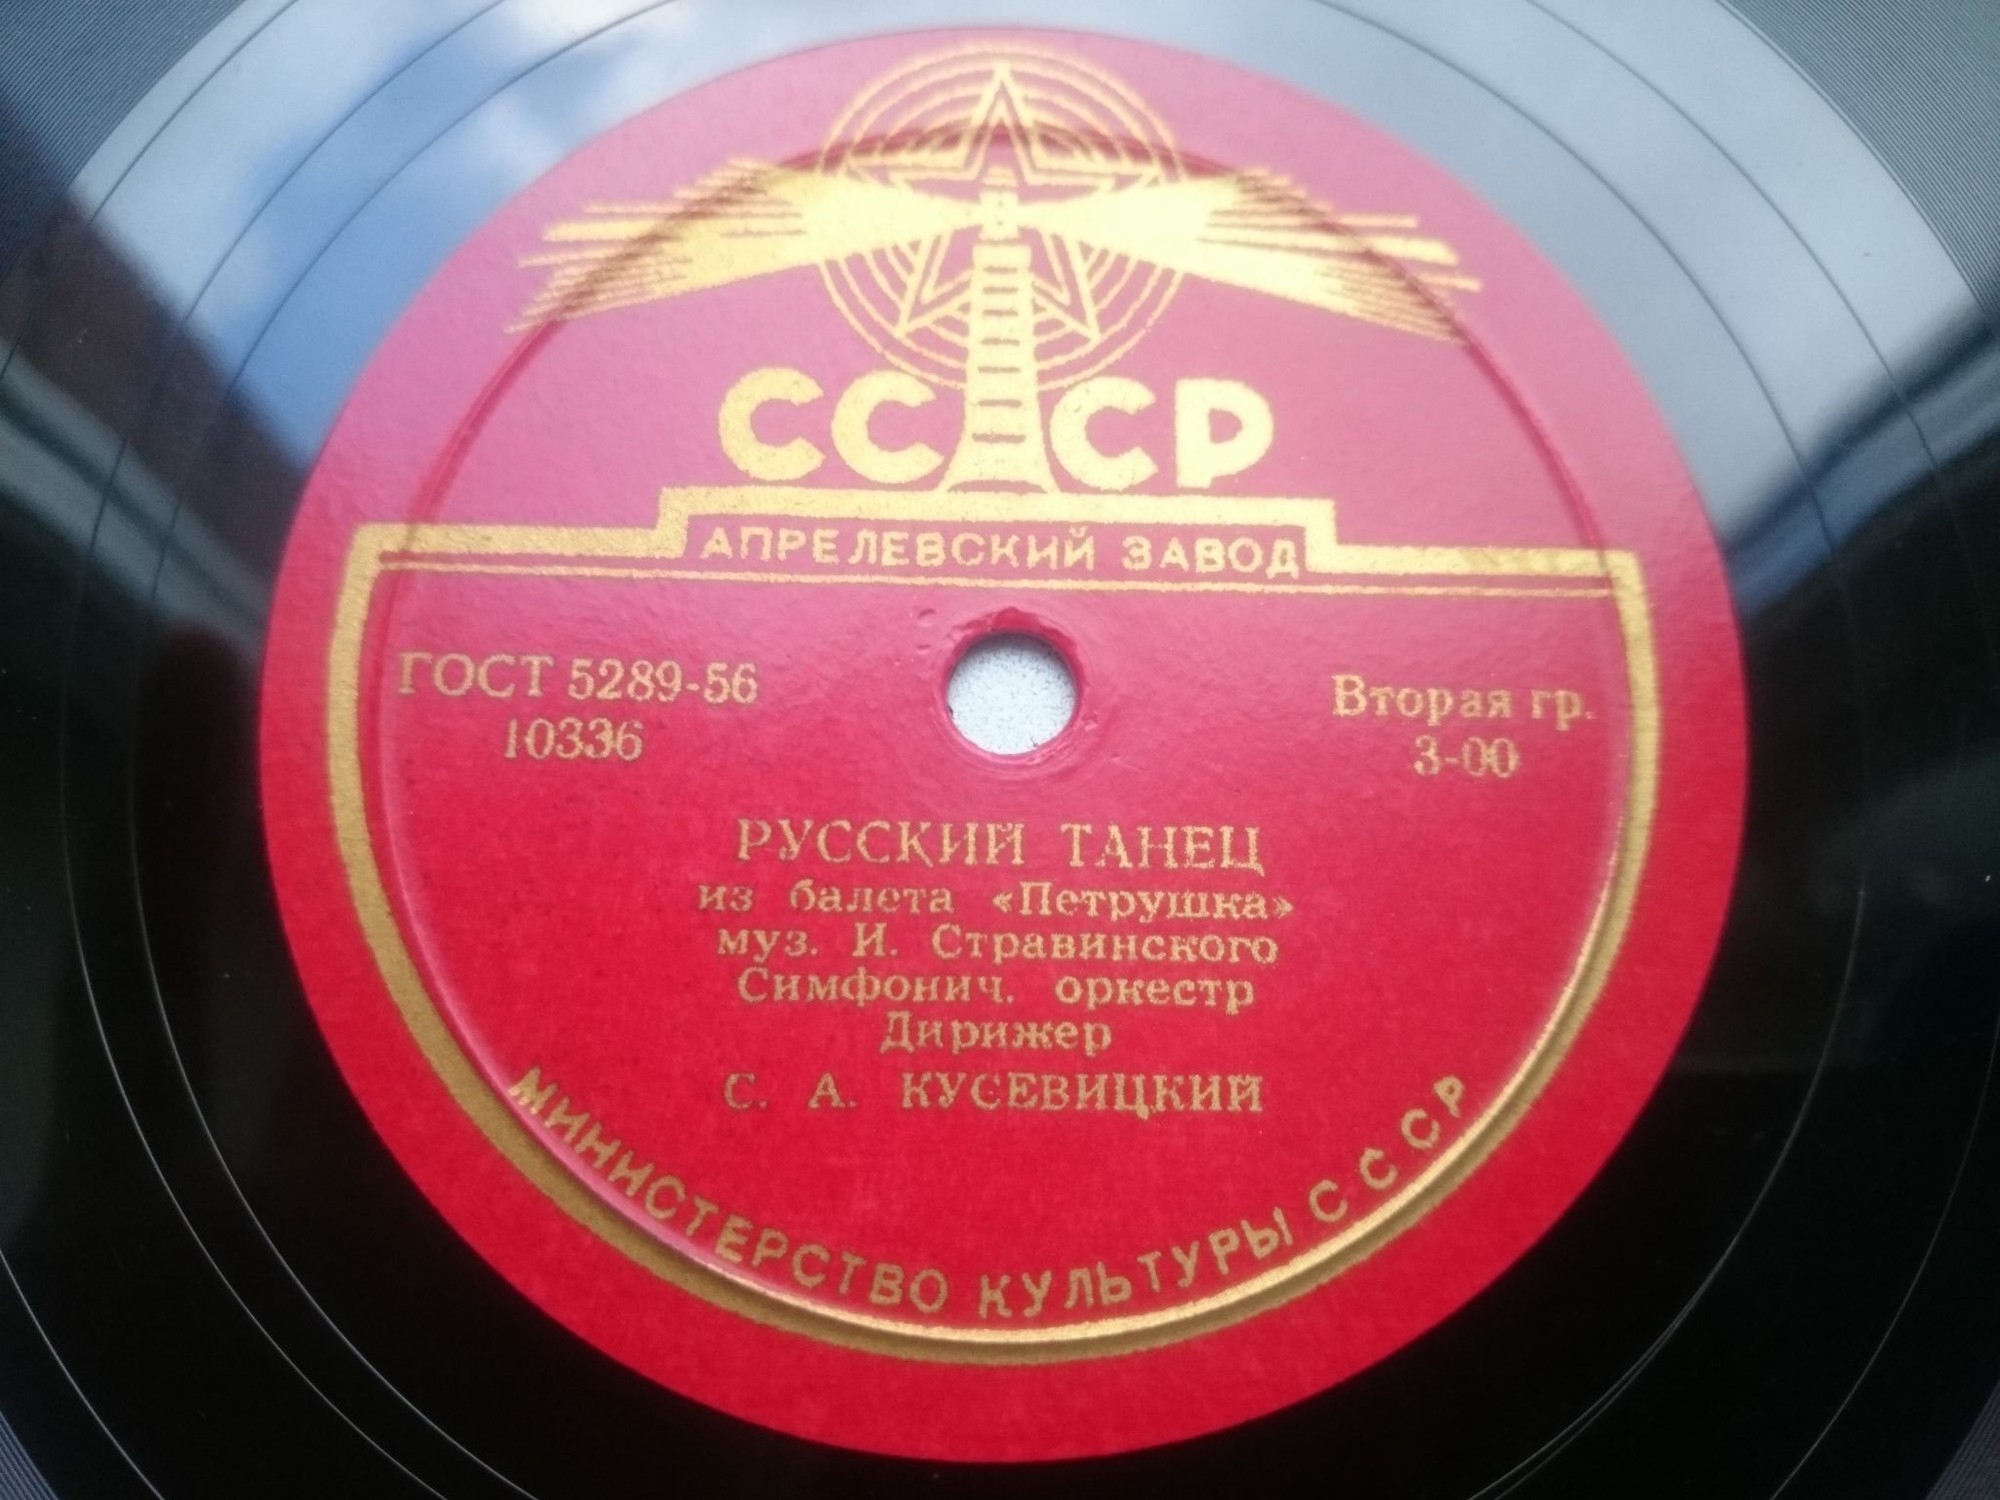 СССР
АПРЕЛЕВСКИЙ ЗАВОД
ГОСТ 5289-56
10336
Вторая гр.
3-00
РУССКИЙ ТАНЕЦ
из балета «Петрушка»
муз. И. Стравинского
Симфонич. оркестр
Дирижер
С. А. КУСЕВИЦКИЙ
МИНИСТЕРСТВО КУЛЬТУРЫ СССР